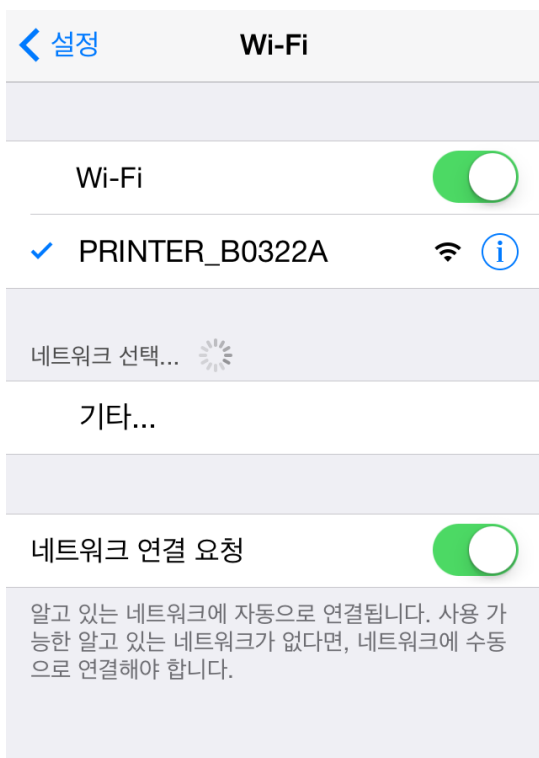 설정
Wi-Fi
Wi-Fi
PRINTER_B0322A
네트워크 선택...
기타...
네트워크 연결 요청
알고 있는 네트워크에 자동으로 연결됩니다. 사용 가
능한 알고 있는 네트워크가 없다면, 네트워크에 수동
으로 연결해야 합니다.